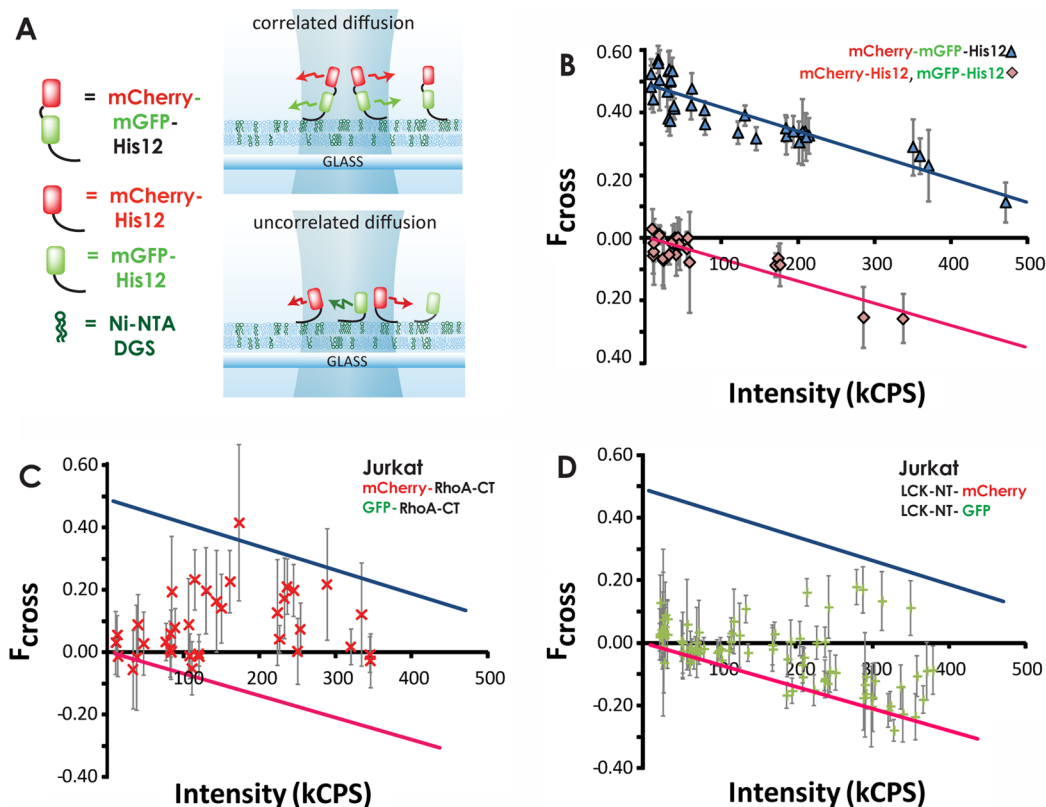 A
correlated diffusion
= mCherry-
mGFP-
His12
GLASS
= mCherry-
His12
= mGFP-
His12
= Ni-NTA
DGS
uncorrelated diffusion
GLASS
B
mCherry-mGFP-His12
mCherry-His12, mGFP-His12
Fcross
0.60
0.40
0.20
0.00
0.20
0.40
100
200
300
400
500
Intensity (kCPS)
C
Jurkat
mCherry-RhoA-CT
GFP-RhoA-CT
Fcross
0.60
0.40
0.20
0.00
-0.20
-0.40
100
200
300
400
500
Intensity (kCPS)
D
Jurkat
LCK-NT-mCherry
LCK-NT-GFP
Fcross
0.60
0.40
0.20
0.00
-0.20
-0.40
100
200
300
400
500
Intensity (kCPS)